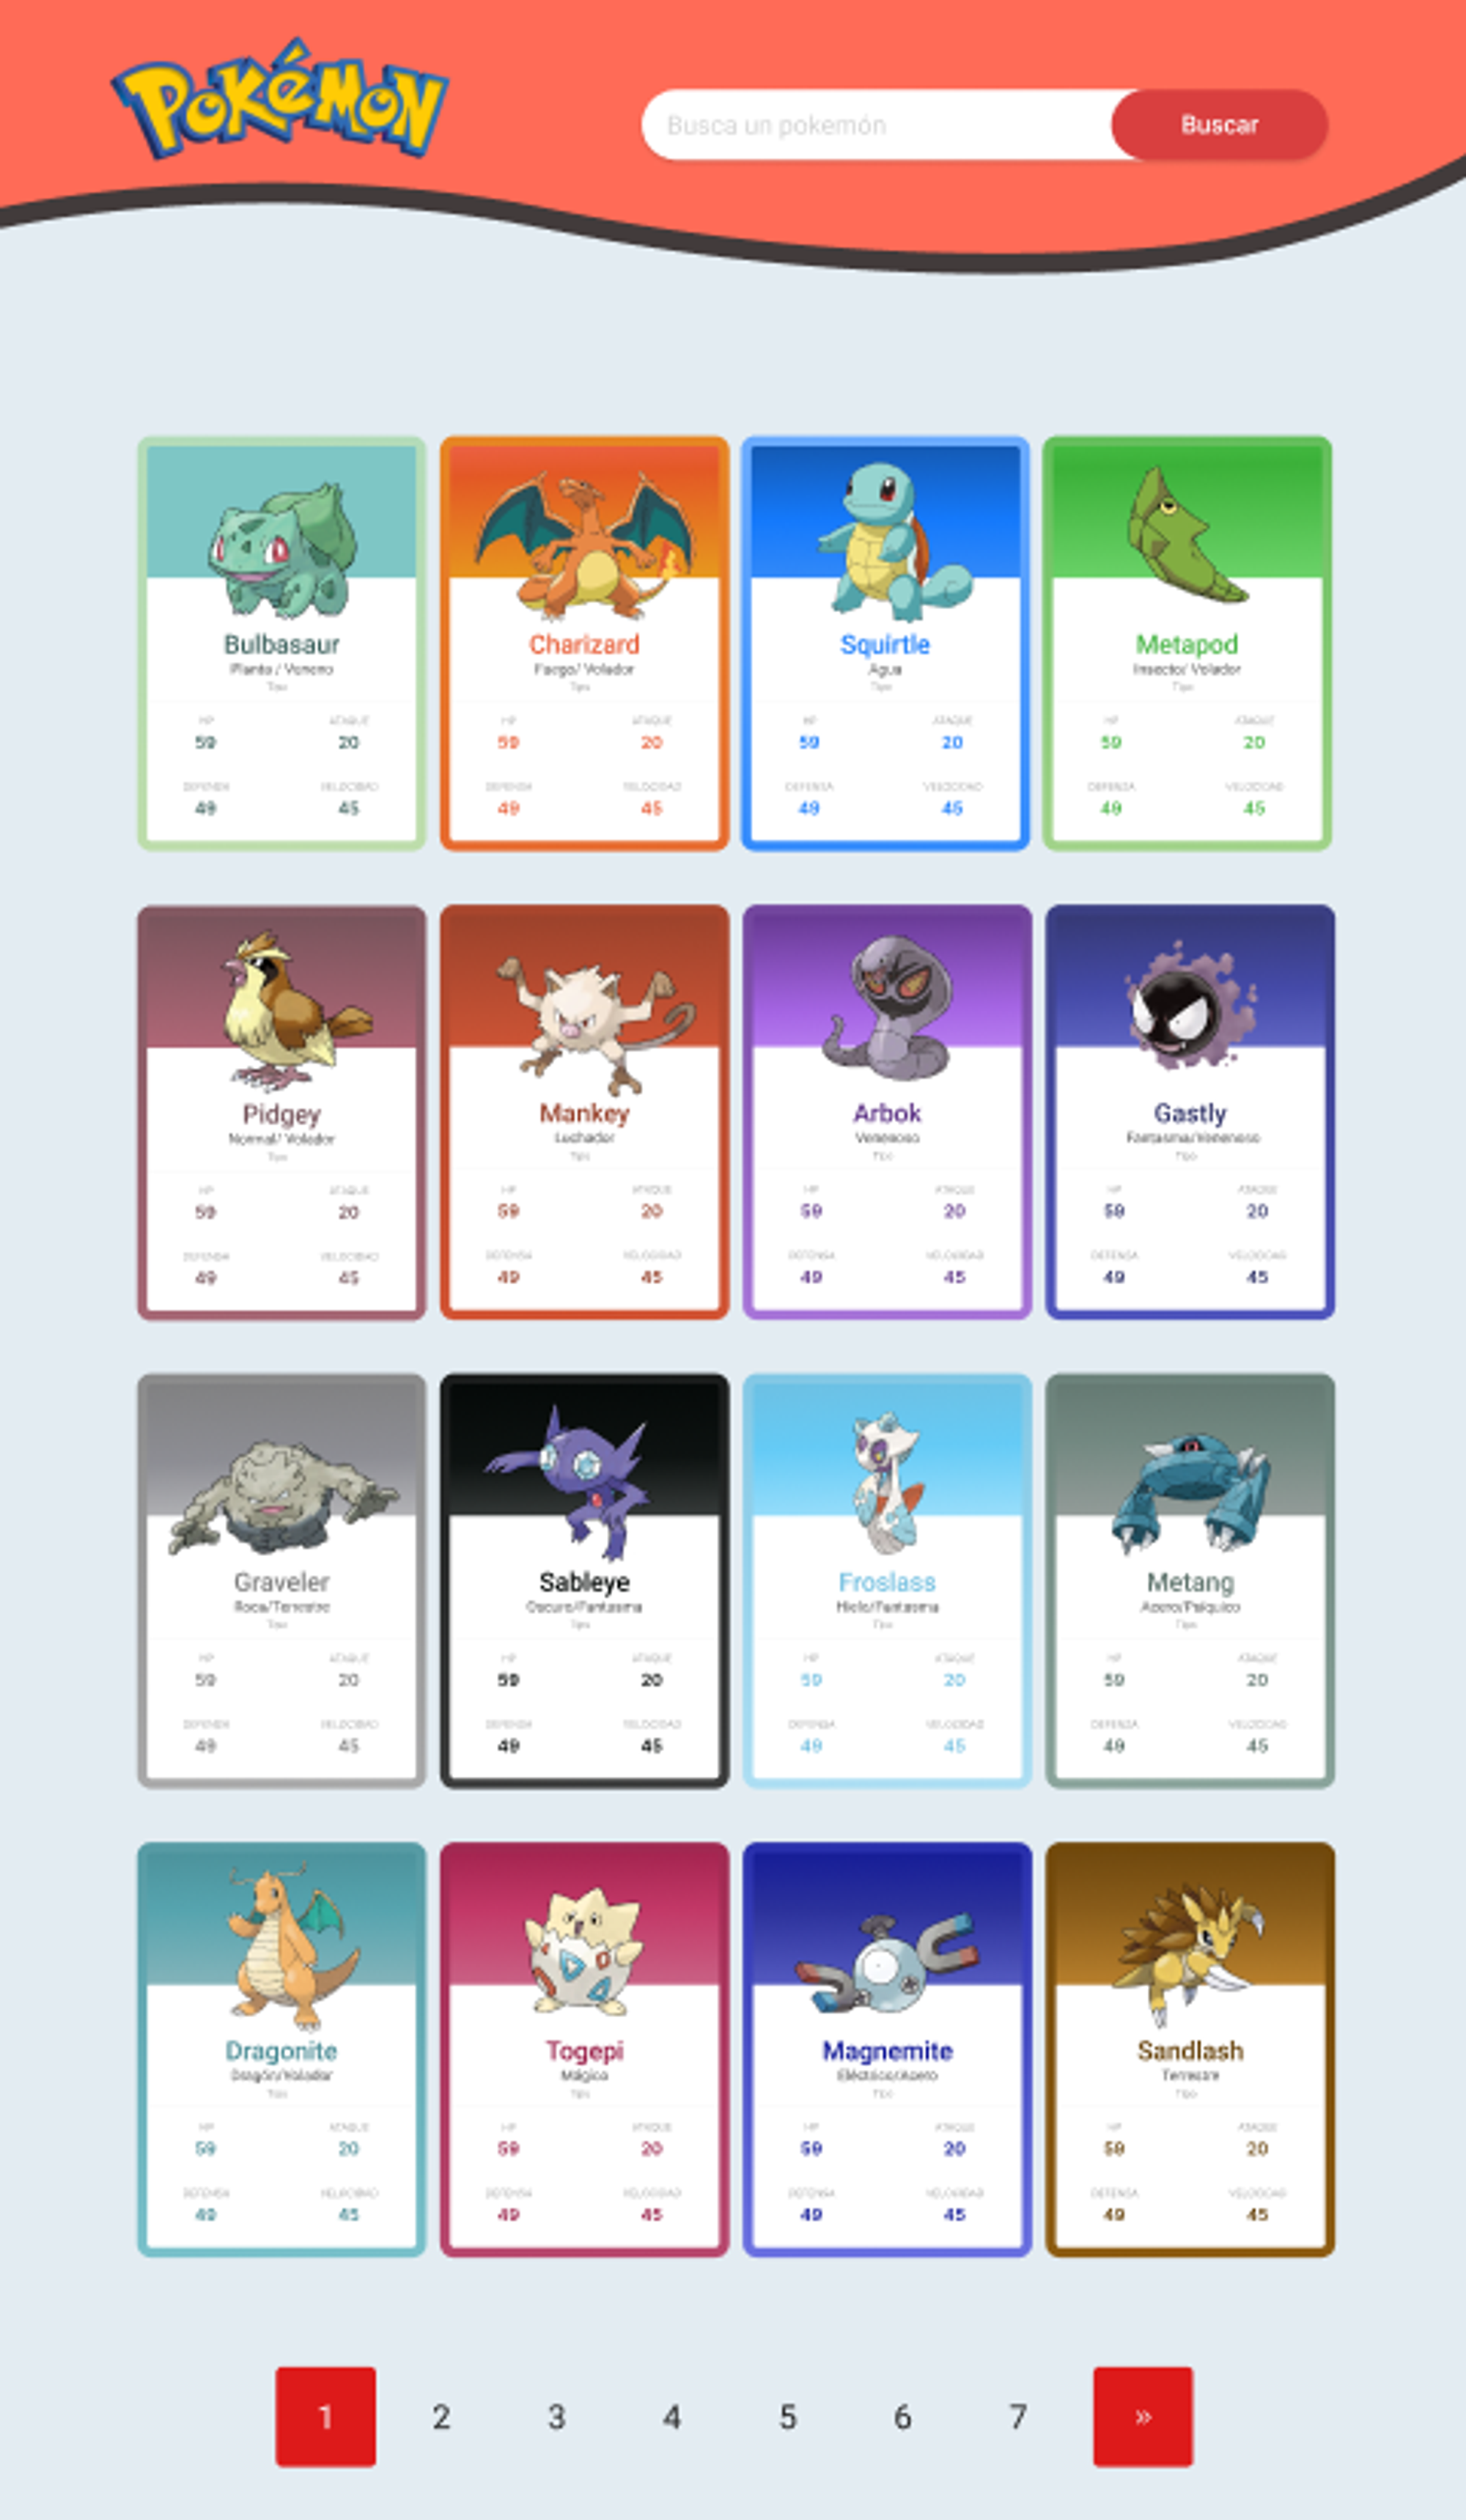 POKéMON
Busca un pokemón
Buscar
Bulbasaur Charizard Squirtle Metapod
Planta / Veneno Fuego/ Volador Agua Insecto/ Volador
Tipo Tipo Tipo Tipo
HP ATAQUE HP ATAQUE HP ATAQUE HP ATAQUE
59 20 59 20 59 20 59 20
DEFENSA VELOCIDAD DEFENSA VELOCIDAD DEFENSA VELOCIDAD DEFENSA VELOCIDAD
49 45 49 45 49 45 49 45
Pidgey Mankey Arbok Gastly
Normal/ Volador Luchador Venenoso Fantasma/Venenoso
Tipo Tipo Tipo Tipo
HP ATAQUE HP ATAQUE HP ATAQUE HP ATAQUE
59 20 59 20 59 20 59 20
DEFENSA VELOCIDAD DEFENSA VELOCIDAD DEFENSA VELOCIDAD DEFENSA VELOCIDAD
49 45 49 45 49 45 49 45
Graveler Sableye Froslass Metang
Roca/Terrestre Oscuro/Fantasma Hielo/Fantasma Acero/Psíquico
Tipo Tipo Tipo Tipo
HP ATAQUE HP ATAQUE HP ATAQUE HP ATAQUE
59 20 59 20 59 20 59 20
DEFENSA VELOCIDAD DEFENSA VELOCIDAD DEFENSA VELOCIDAD DEFENSA VELOCIDAD
49 45 49 45 49 45 49 45
Dragonite Togepi Magnemite Sandlash
Dragón/Volador Mágico Eléctrico/Acero Terrestre
Tipo Tipo Tipo Tipo
HP ATAQUE HP ATAQUE HP ATAQUE HP ATAQUE
59 20 59 20 59 20 59 20
DEFENSA VELOCIDAD DEFENSA VELOCIDAD DEFENSA VELOCIDAD DEFENSA VELOCIDAD
49 45 49 45 49 45 49 45
1 2 3 4 5 6 7 »